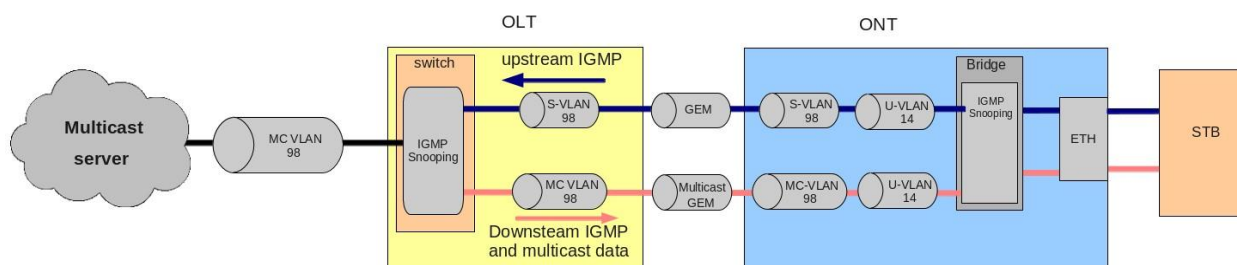 OLT
ONT
switch
upstream IGMP
Bridge
S-VLAN
98
GEM
S-VLAN
98
U-VLAN
14
IGMP
Snooping
Multicast
server
MC VLAN
98
IGMP
Snooping
ETH
STB
MC VLAN
98
Multicast
GEM
MC-VLAN
98
U-VLAN
14
Downsteam IGMP
and multicast data